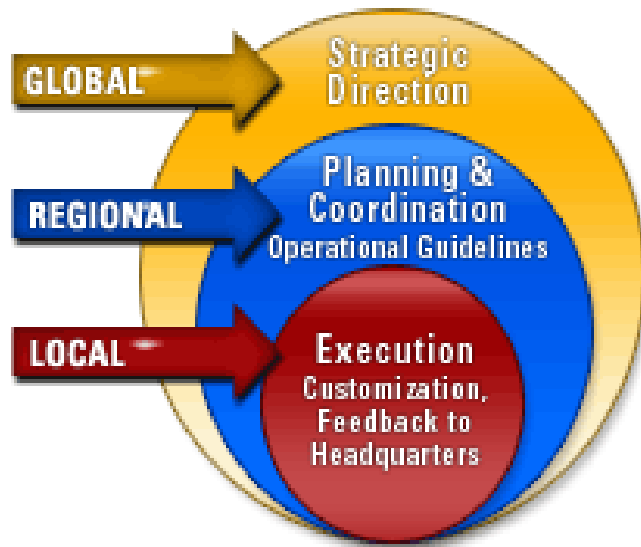 GLOBAL
Strategic
Direction
REGIONAL
Planning &
Coordination
Operational Guidelines
LOCAL
Execution
Customization,
Feedback to
Headquarters